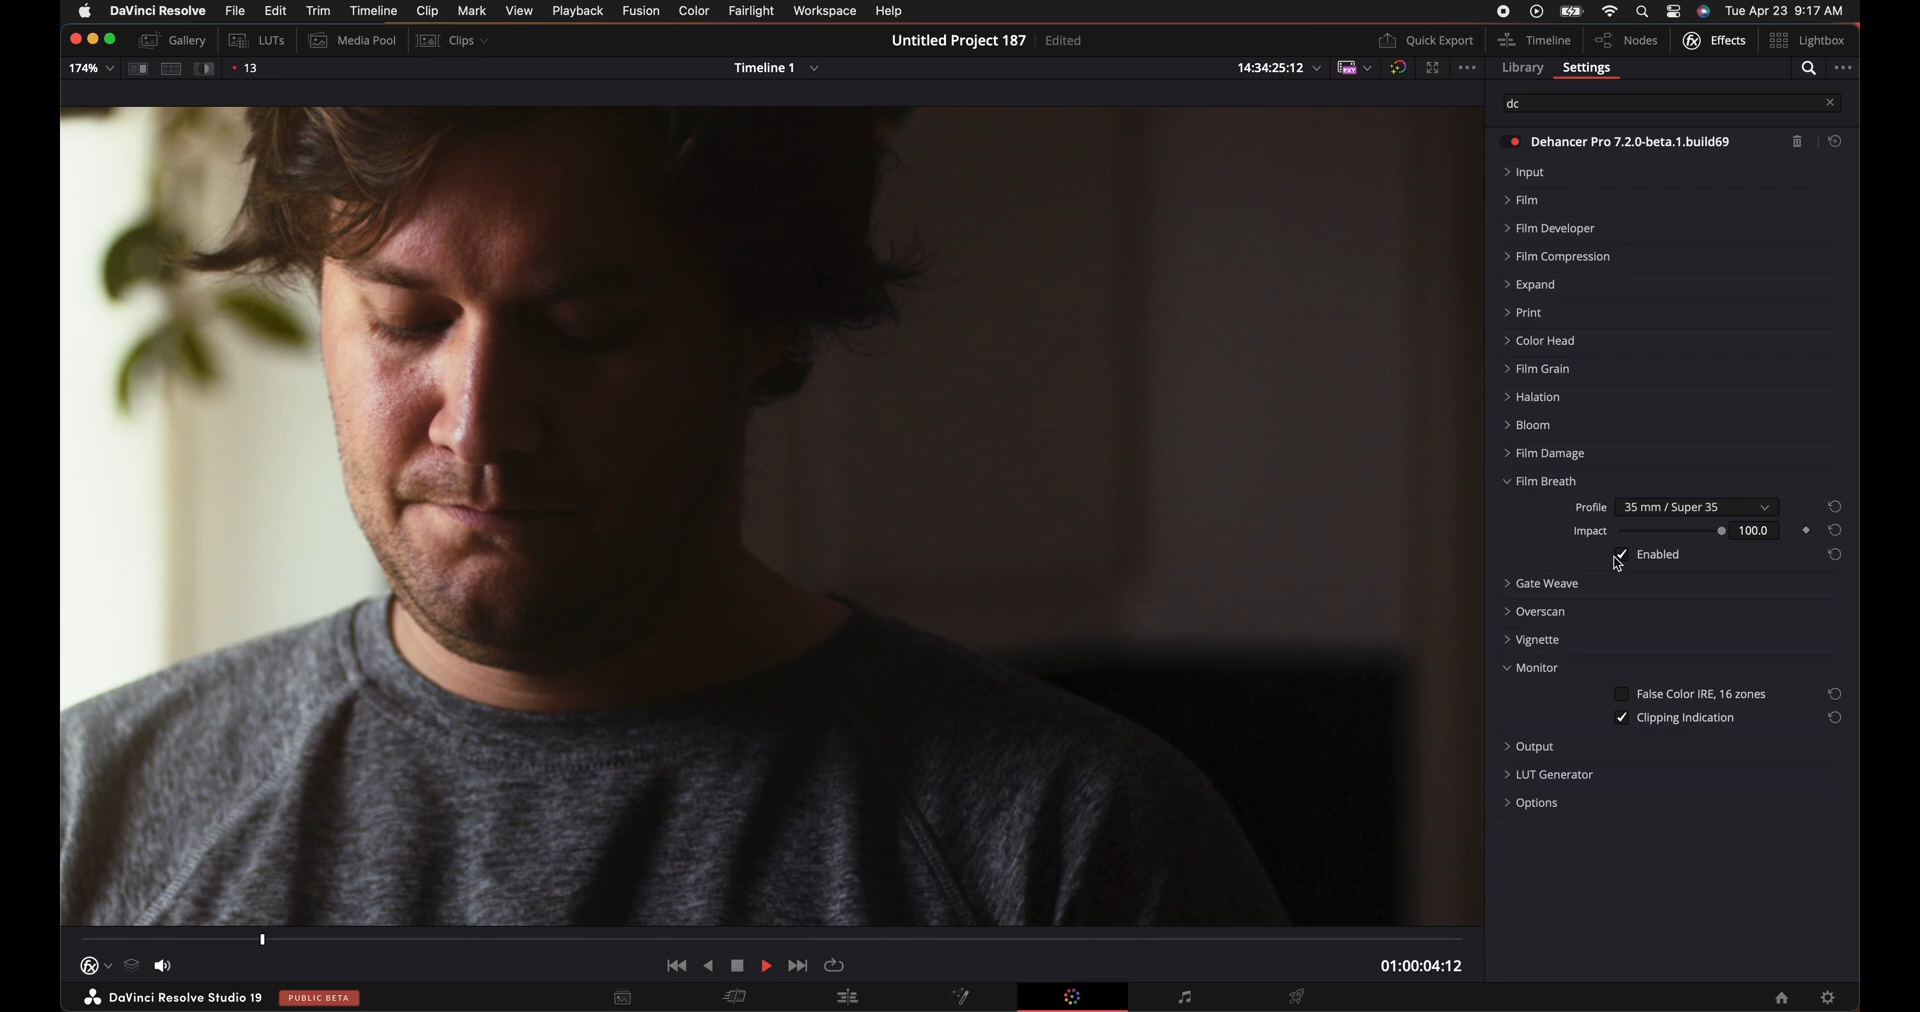 DaVinci Resolve File Edit Trim Timeline Clip Mark View Playback Fusion Color Fairlight Workspace Help Tue Apr 23 9:17 AM
Gallery LUTs Media Pool Clips Untitled Project 187 Edited Quick Export Timeline Nodes Effects Lightbox
174% 13 Timeline 1 14:34:25:12 PXY Library Settings
dc
Dehancer Pro 7.2.0-beta.1.build69
Input
Film
Film Developer
Film Compression
Expand
Print
Color Head
Film Grain
Halation
Bloom
Film Damage
Film Breath
Profile 35 mm / Super 35
Impact 100.0
Enabled
Gate Weave
Overscan
Vignette
Monitor
False Color IRE, 16 zones
Clipping Indication
Output
LUT Generator
Options
01:00:04:12
DaVinci Resolve Studio 19 PUBLIC BETA